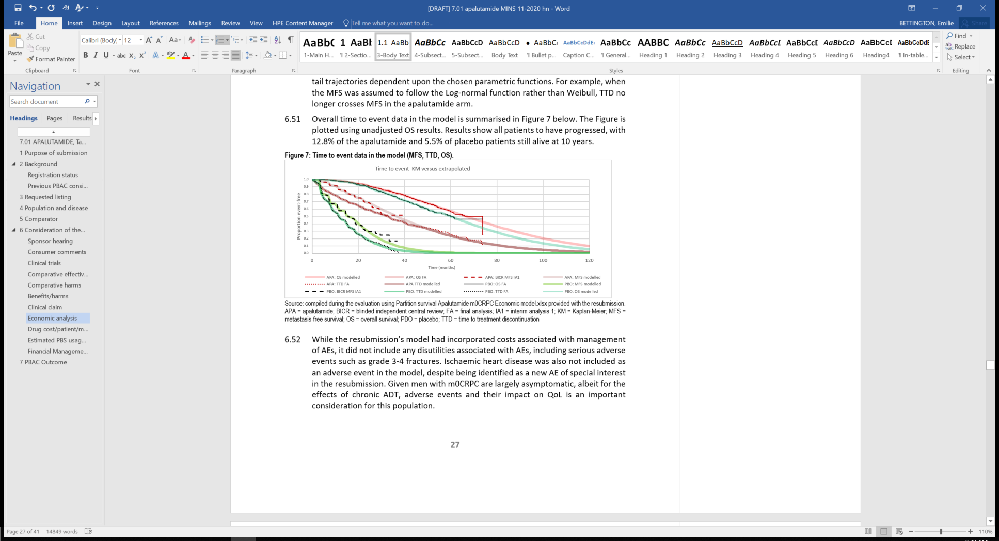 [DRAFT] 7.01 apalutamide MINS 11-2020 hn - Word
File Home Insert Design Layout References Mailings Review View HPE Content Manager Tell me what you want to do... BETTINGTON, Emilie Share
Paste Cut Copy Format Painter
Calibri (Body) 12
AaBbC 1 AaBb 1.1 AaBb AaBbCc AaBbCcD AaBbCcD • AaBbC AaBbCcDdE AaBbCc AABBC AaBbCc AaBbCcD AaBbCcL AaBbCcE AaBbCcD AaBbCcI AaBbCcDdE
1-Main H... ¶ 2-Sectio... 3-Body Text 4-Subsect... 5-Subsect... Body Text ¶ Bullet p... Caption C... ¶ General... Heading 1 Heading 2 Heading 3 Heading 4 Heading 5 Heading 6 Heading4 ¶ In-table...
Find
Replace
Select
Clipboard Font Paragraph Styles Editing
Navigation
Search document
Headings Pages Results
7.01 APALUTAMIDE, Ta...
1 Purpose of submission
2 Background
Registration status
Previous PBAC consi...
3 Requested listing
4 Population and disease
5 Comparator
6 Consideration of the...
Sponsor hearing
Consumer comments
Clinical trials
Comparative effectiv...
Comparative harms
Benefits/harms
Clinical claim
Economic analysis
Drug cost/patient/m...
Estimated PBS usag...
Financial Manageme...
7 PBAC Outcome
tail trajectories dependent upon the chosen parametric functions. For example, when
the MFS was assumed to follow the Log-normal function rather than Weibull, TTD no
longer crosses MFS in the apalutamide arm.
6.51 Overall time to event data in the model is summarised in Figure 7 below. The Figure is
plotted using unadjusted OS results. Results show all patients to have progressed, with
12.8% of the apalutamide and 5.5% of placebo patients still alive at 10 years.
Figure 7: Time to event data in the model (MFS, TTD, OS).
Time to event KM versus extrapolated
Proportion event-free
1.0
0.9
0.8
0.7
0.6
0.5
0.4
0.3
0.2
0.1
0.0
0 20 40 60 80 100 120
Time (months)
APA: OS modelled APA: OS FA APA: BICR MFS IA1 APA: MFS modelled
APA: TTD FA APA TTD modelled PBO: OS FA PBO: MFS modelled
PBO: BICR MFS IA1 PBO: TTD modelled PBO: TTD FA PBO: OS modelled
Source: compiled during the evaluation using Partition survival Apalutamide m0CRPC Economic model.xlsx provided with the resubmission.
APA = apalutamide; BICR = blinded independent central review; FA = final analysis; IA1 = interim analysis 1; KM = Kaplan-Meier; MFS =
metastasis-free survival; OS = overall survival; PBO = placebo; TTD = time to treatment discontinuation
6.52 While the resubmission's model had incorporated costs associated with management
of AEs, it did not include any disutilities associated with AEs, including serious adverse
events such as grade 3-4 fractures. Ischaemic heart disease was also not included as
an adverse event in the model, despite being identified as a new AE of special interest
in the resubmission. Given men with m0CRPC are largely asymptomatic, albeit for the
effects of chronic ADT, adverse events and their impact on QoL is an important
consideration for this population.
27
Page 27 of 41 14849 words 110%